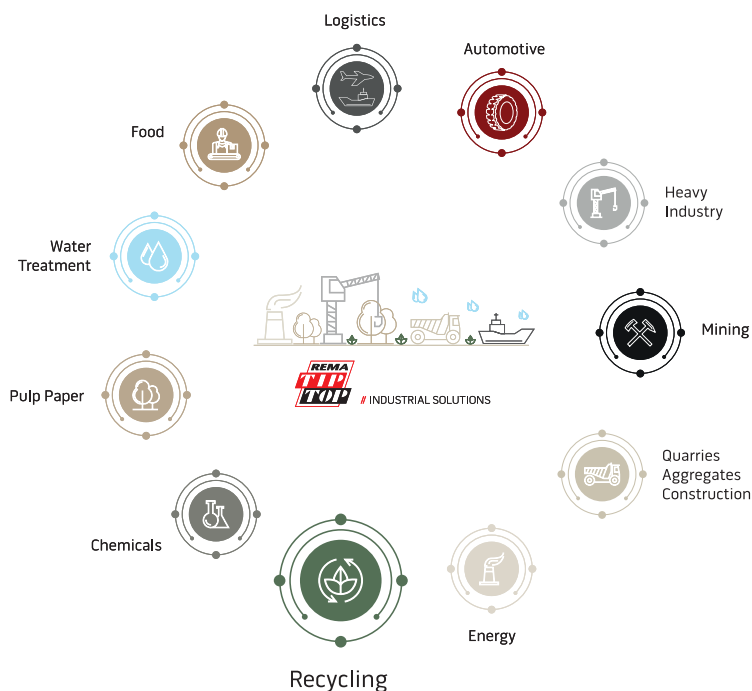 Logistics
Automotive
Food
Heavy
Industry
Water
Treatment
Mining
REMA
TIP
TOP
// INDUSTRIAL SOLUTIONS
Pulp Paper
Quarries
Aggregates
Construction
Chemicals
Energy
Recycling